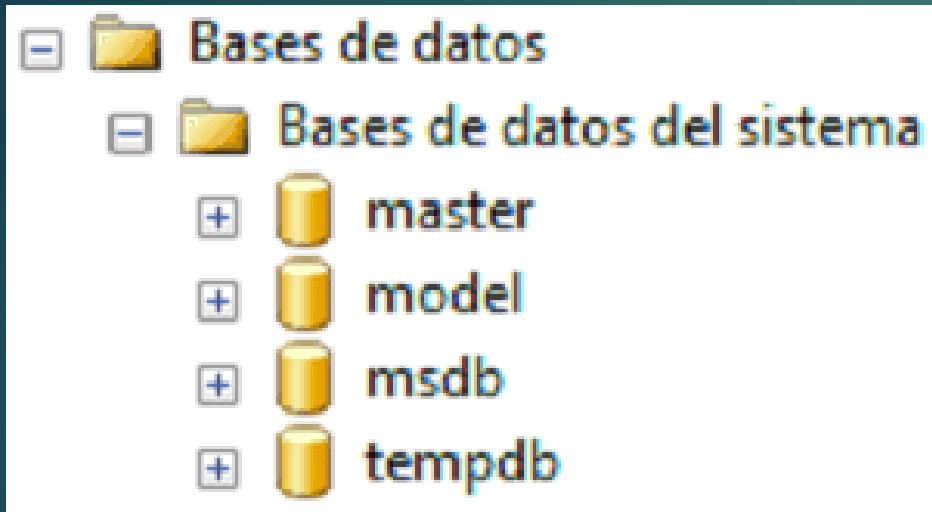 Bases de datos
Bases de datos del sistema
master
model
msdb
tempdb